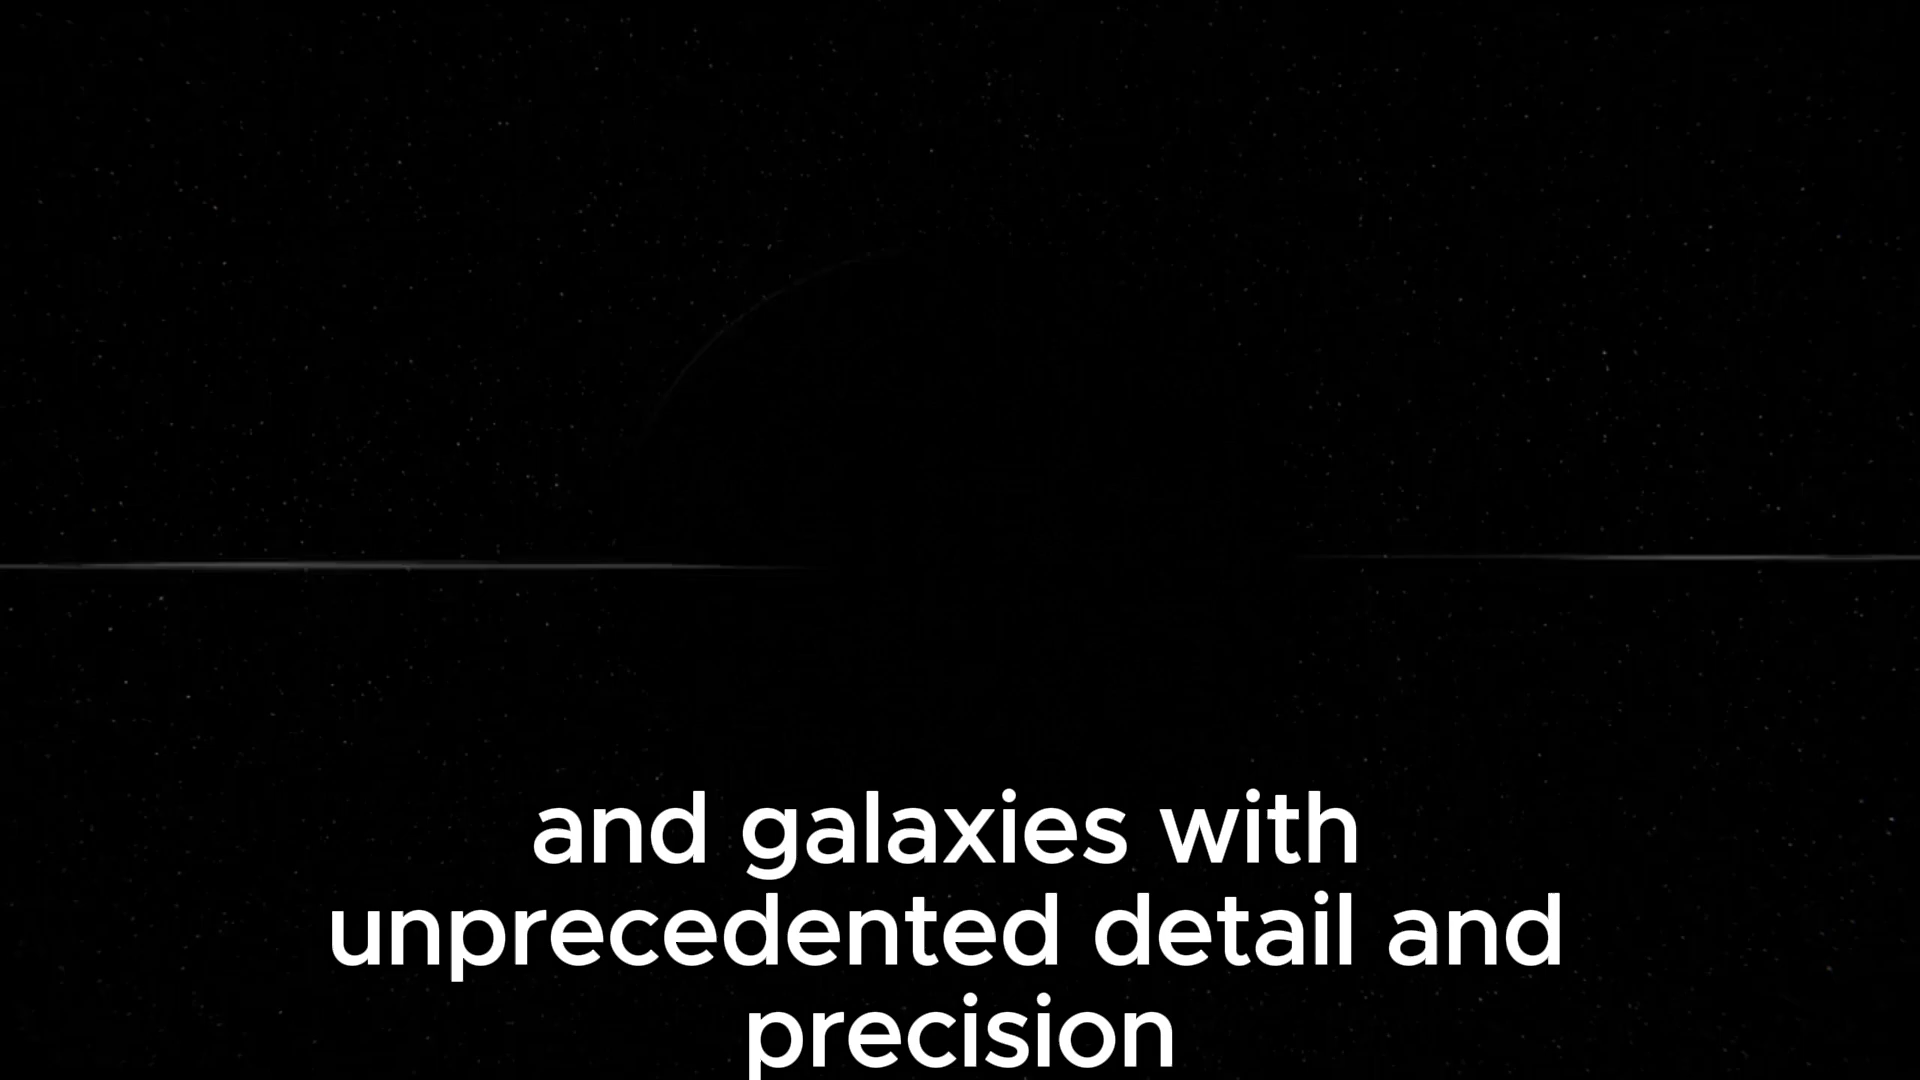 and galaxies with
unprecedented detail and
precision